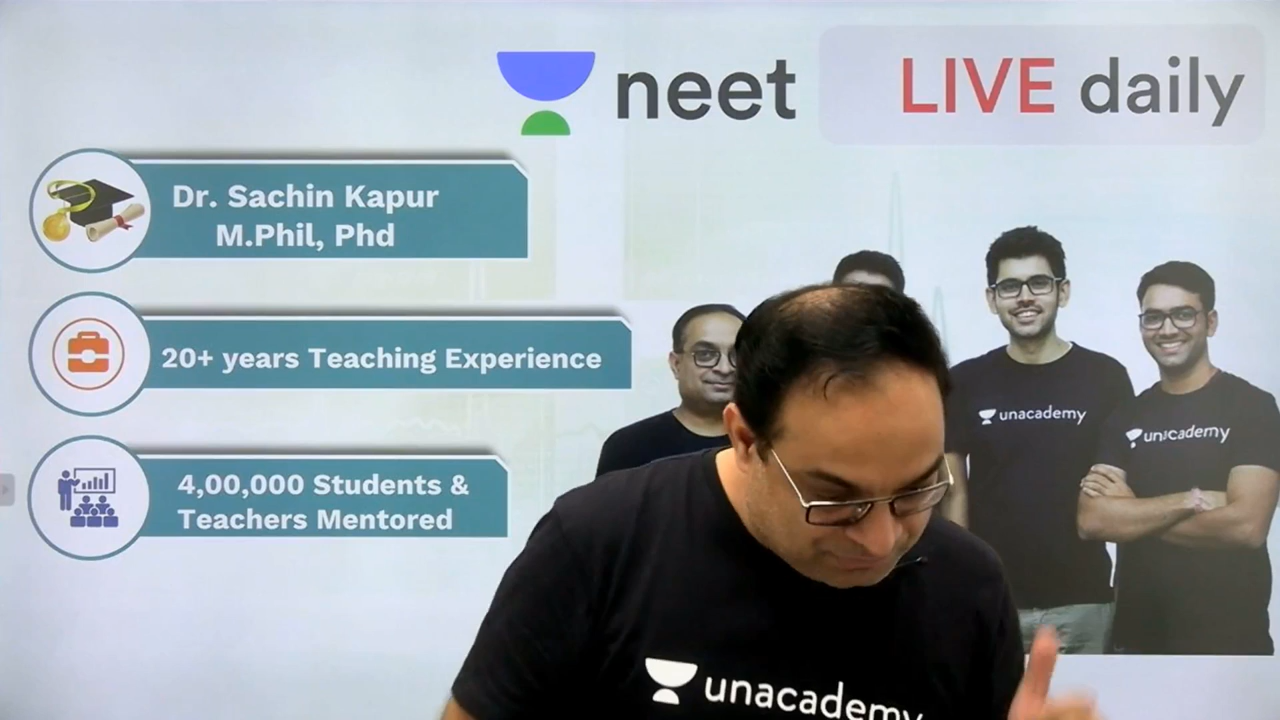 neet LIVE daily
Dr. Sachin Kapur
M.Phil, Phd
20+ years Teaching Experience
4,00,000 Students &
Teachers Mentored
unacademy
unacademy
unacademy